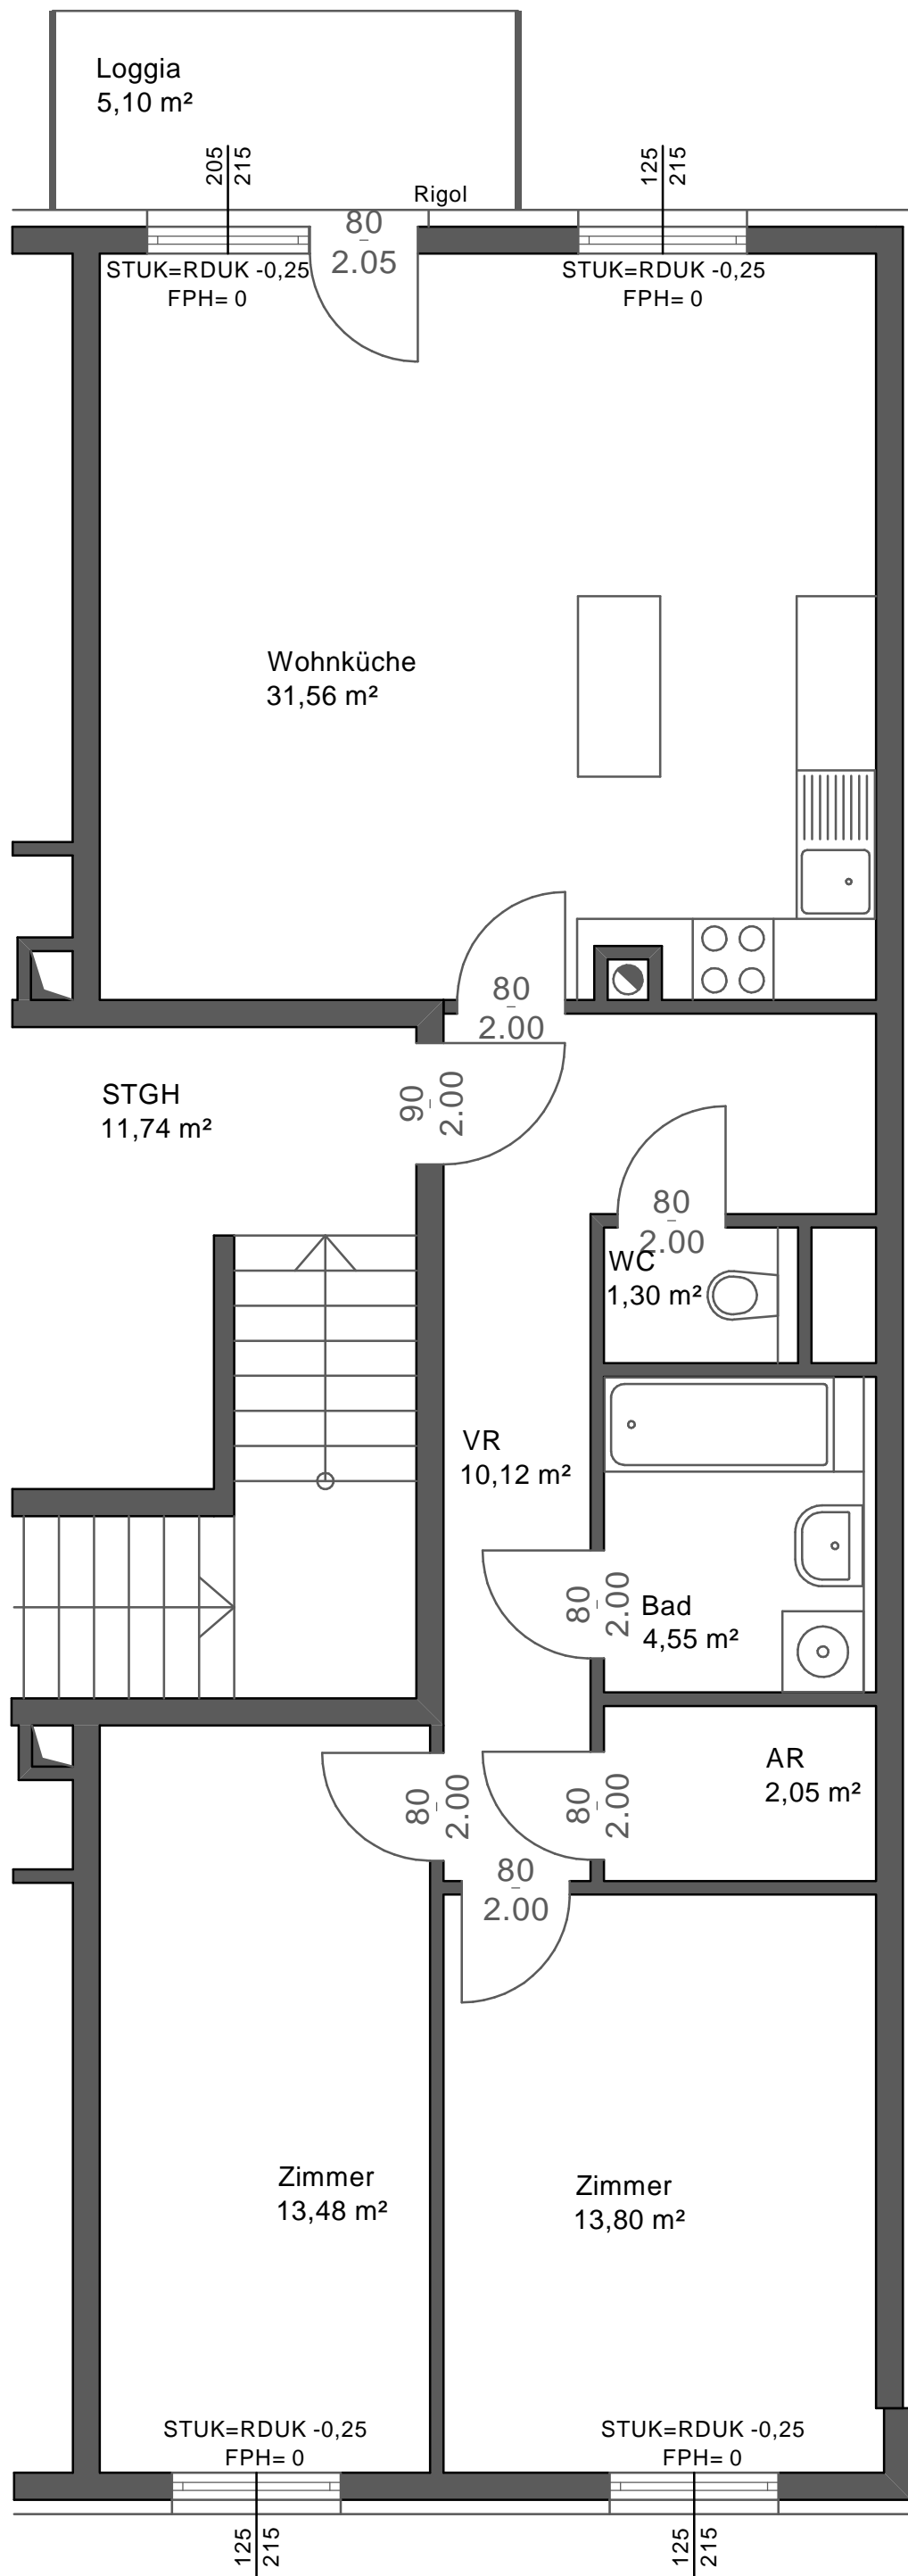 Loggia
5,10 m²
205
215
125
215
Rigol
80
2.05
STUK=RDUK -0,25
FPH= 0
STUK=RDUK -0,25
FPH= 0
Wohnküche
31,56 m²
80
2.00
STGH
11,74 m²
90
2.00
80
2.00
WC
1,30 m²
VR
10,12 m²
80
2.00
Bad
4,55 m²
AR
2,05 m²
80
2.00
80
2.00
80
2.00
Zimmer
13,48 m²
Zimmer
13,80 m²
STUK=RDUK -0,25
FPH= 0
STUK=RDUK -0,25
FPH= 0
125
215
125
215